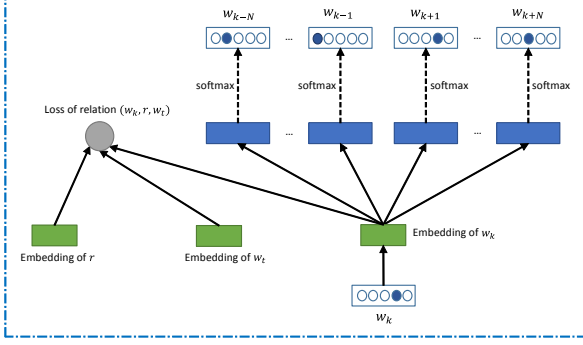 w_{k-N} w_{k-1} w_{k+1} w_{k+N}
... ...
softmax softmax softmax softmax
Loss of relation (w_k, r, w_t)
... ...
Embedding of r
Embedding of w_t
Embedding of w_k
w_k